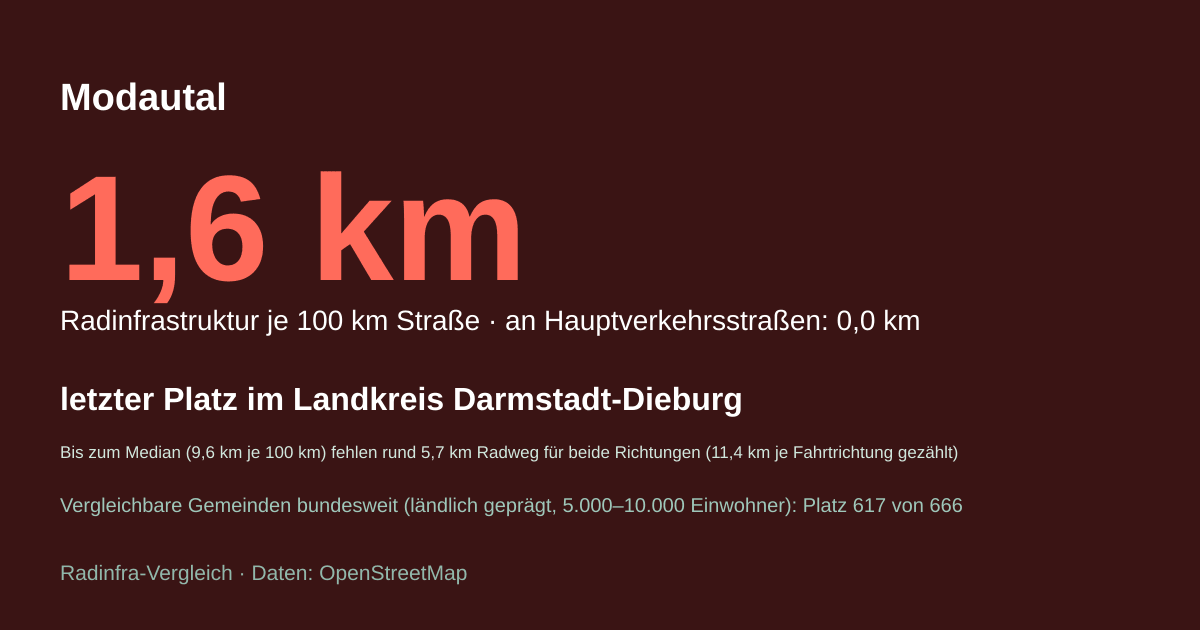 Modautal
1,6 km
Radinfrastruktur je 100 km Straße · an Hauptverkehrsstraßen: 0,0 km
letzter Platz im Landkreis Darmstadt-Dieburg
Bis zum Median (9,6 km je 100 km) fehlen rund 5,7 km Radweg für beide Richtungen (11,4 km je Fahrtrichtung gezählt)
Vergleichbare Gemeinden bundesweit (ländlich geprägt, 5.000–10.000 Einwohner): Platz 617 von 666
Radinfra-Vergleich · Daten: OpenStreetMap